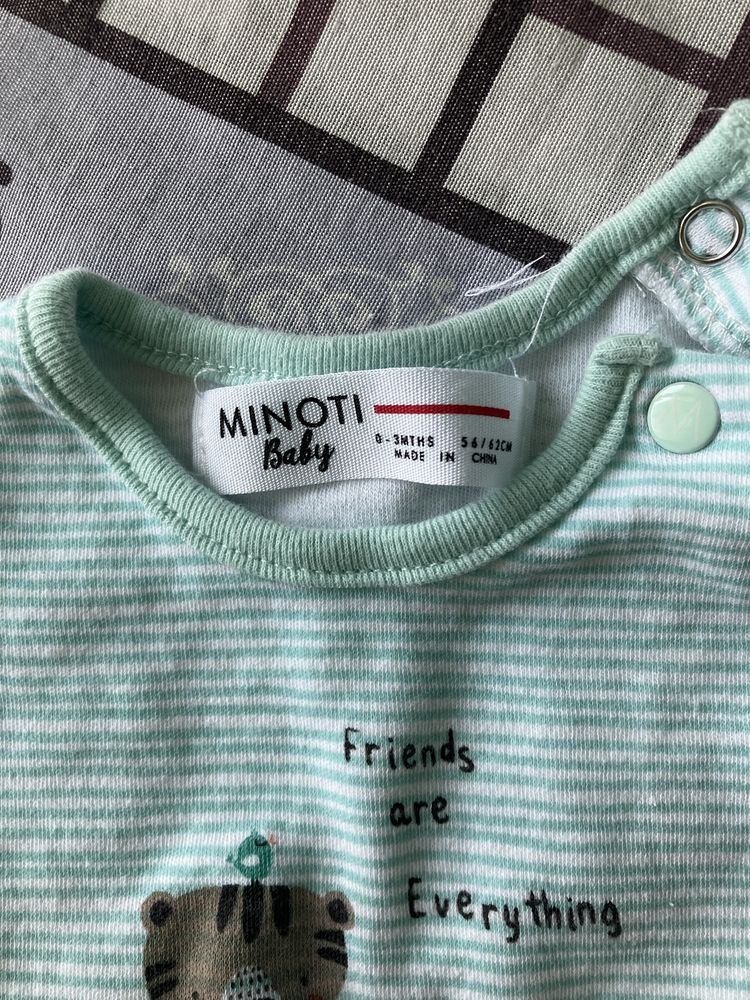 MINOTI
Baby
0-3MTHS 56/62CM
MADE IN CHINA
Friends
are
Everything